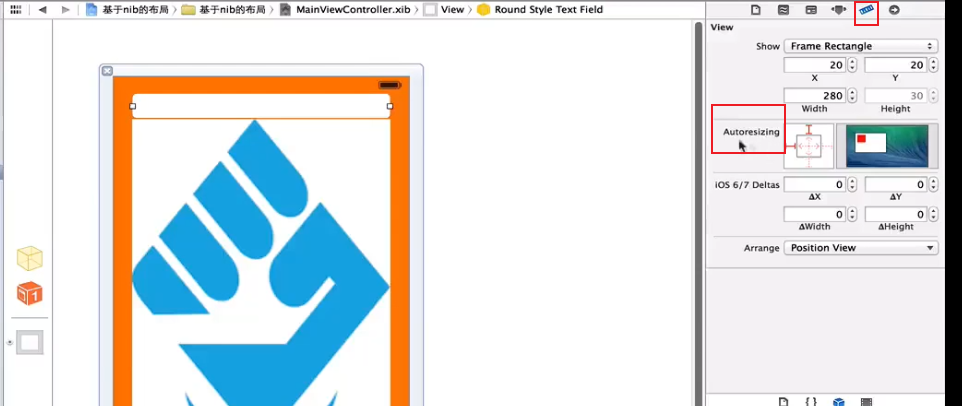 基于nib的布局 基于nib的布局 MainViewController.xib View Round Style Text Field
View
Show Frame Rectangle
20 20
X Y
280 30
Width Height
Autoresizing
iOS 6/7 Deltas 0 0
ΔX ΔY
0 0
ΔWidth ΔHeight
Arrange Position View
{ }
1